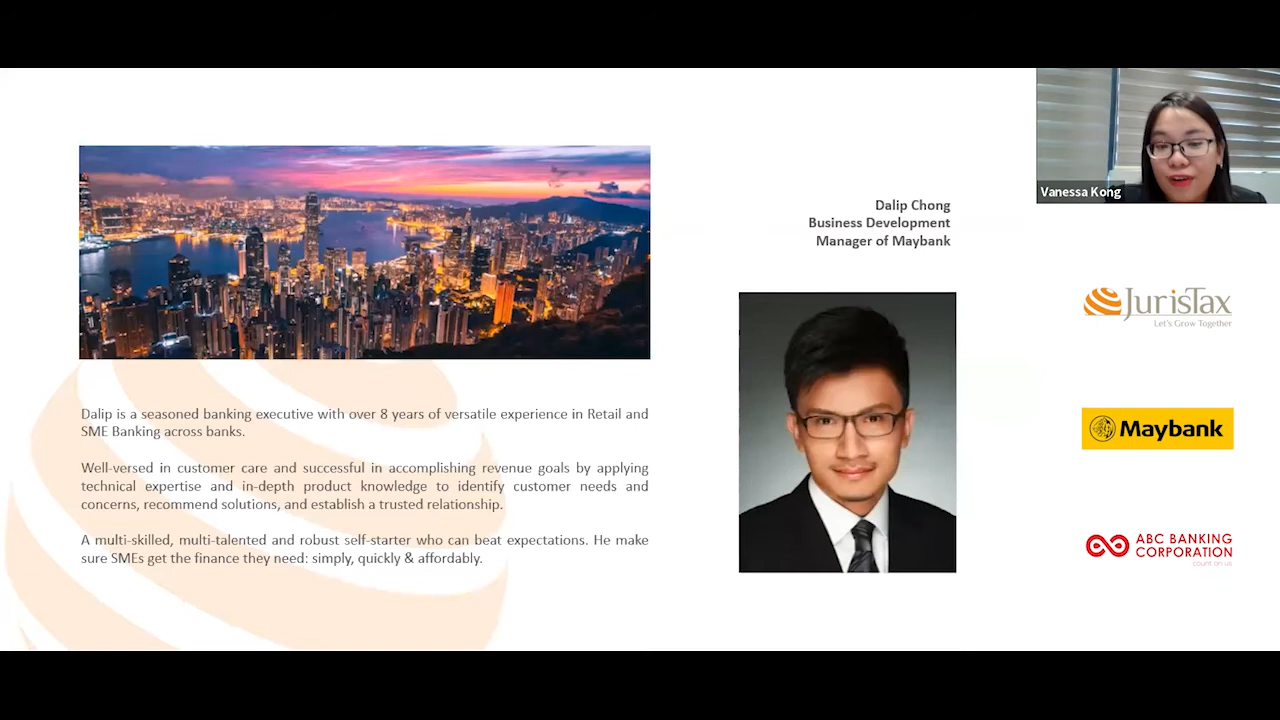 Vanessa Kong
Dalip Chong
Business Development
Manager of Maybank
JurisTax
Let's Grow Together
Dalip is a seasoned banking executive with over 8 years of versatile experience in Retail and
SME Banking across banks.
Well-versed in customer care and successful in accomplishing revenue goals by applying
technical expertise and in-depth product knowledge to identify customer needs and
concerns, recommend solutions, and establish a trusted relationship.
A multi-skilled, multi-talented and robust self-starter who can beat expectations. He make
sure SMEs get the finance they need: simply, quickly & affordably.
Maybank
ABC BANKING
CORPORATION
count on us